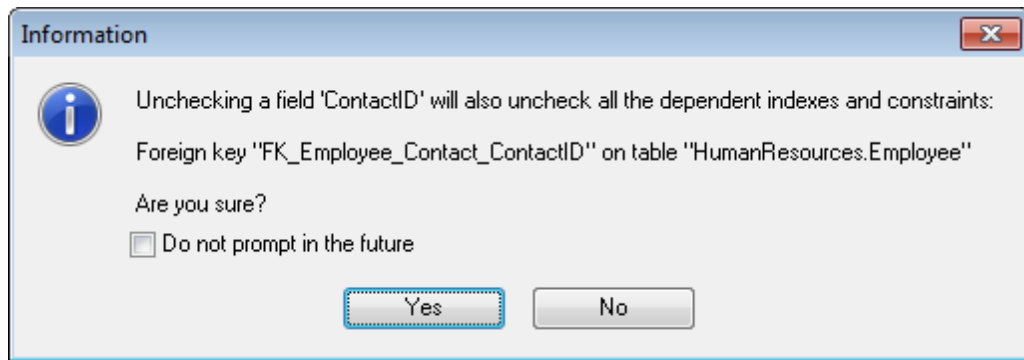 Information
Unchecking a field 'ContactID' will also uncheck all the dependent indexes and constraints:
Foreign key "FK_Employee_Contact_ContactID" on table "HumanResources.Employee"
Are you sure?
Do not prompt in the future
Yes No